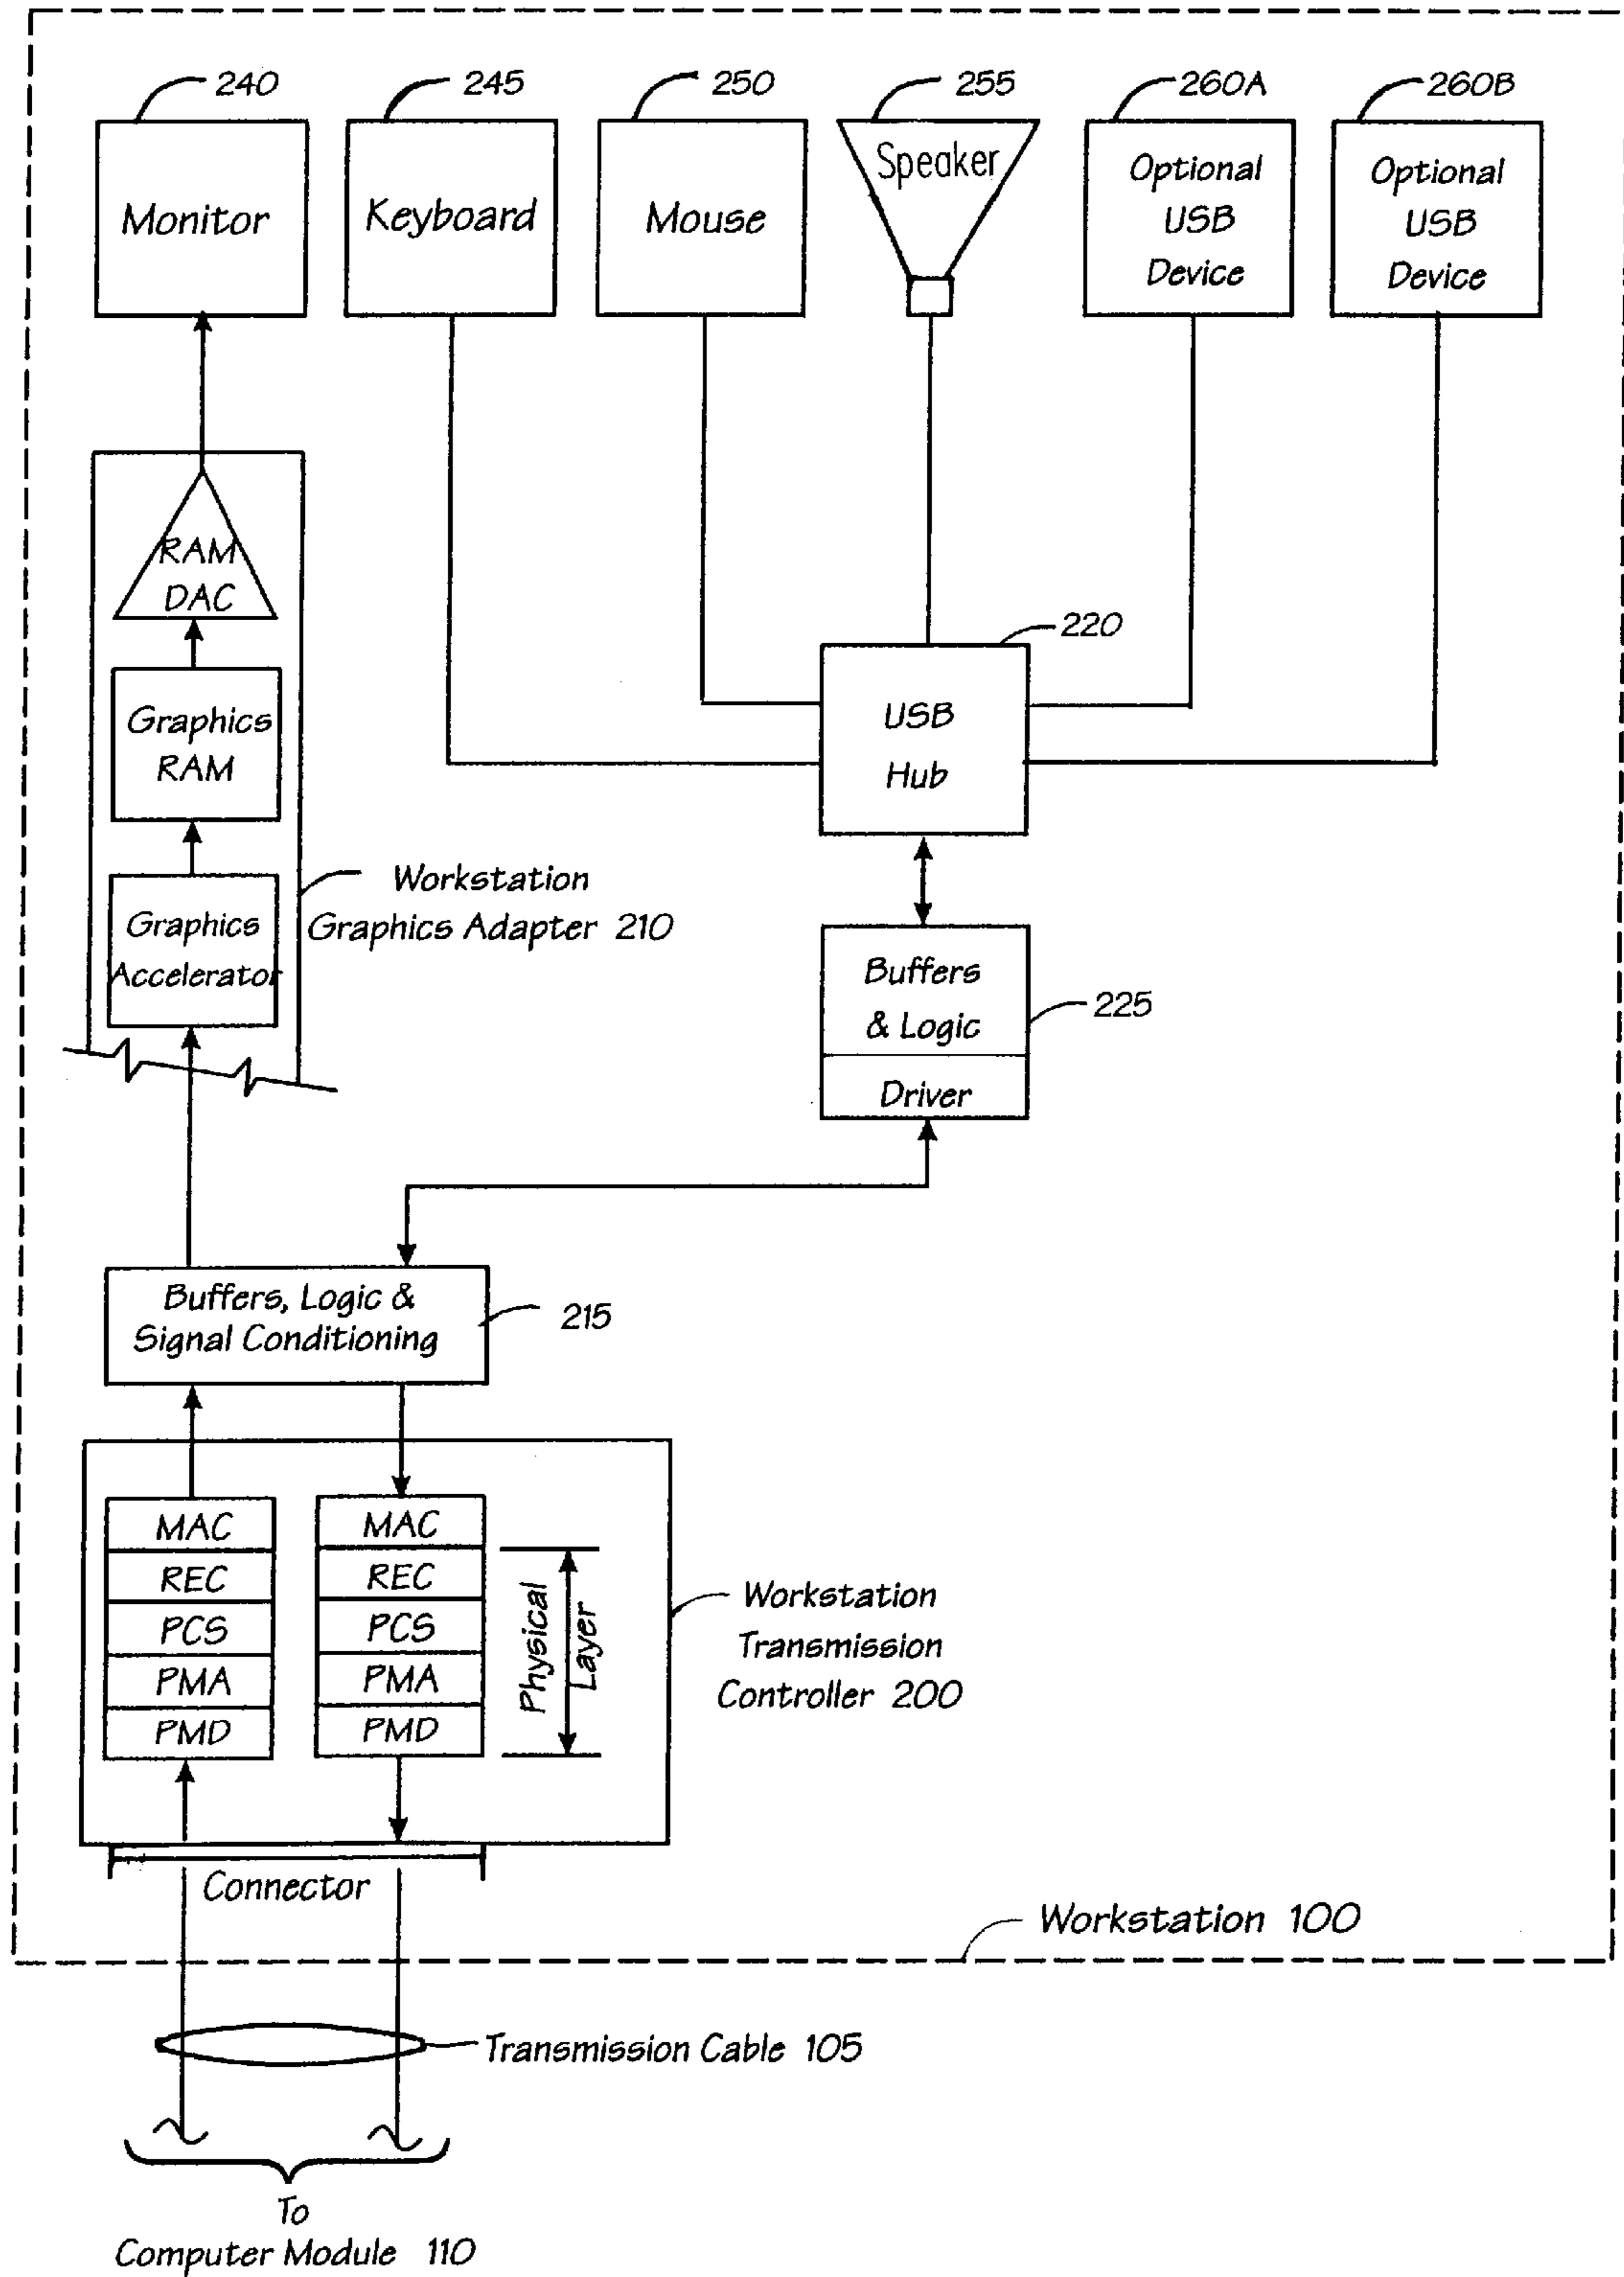 240
245
250
255
260A
260B
Monitor
Keyboard
Mouse
Speaker
Optional
USB
Device
Optional
USB
Device
RAM
DAC
220
Graphics
RAM
USB
Hub
Graphics
Accelerator
Workstation
Graphics Adapter 210
Buffers
& Logic
Driver
225
Buffers, Logic &
Signal Conditioning
215
MAC
REC
PCS
PMA
PMD
MAC
REC
PCS
PMA
PMD
Physical
Layer
Workstation
Transmission
Controller 200
Connector
Workstation 100
Transmission Cable 105
To
Computer Module 110